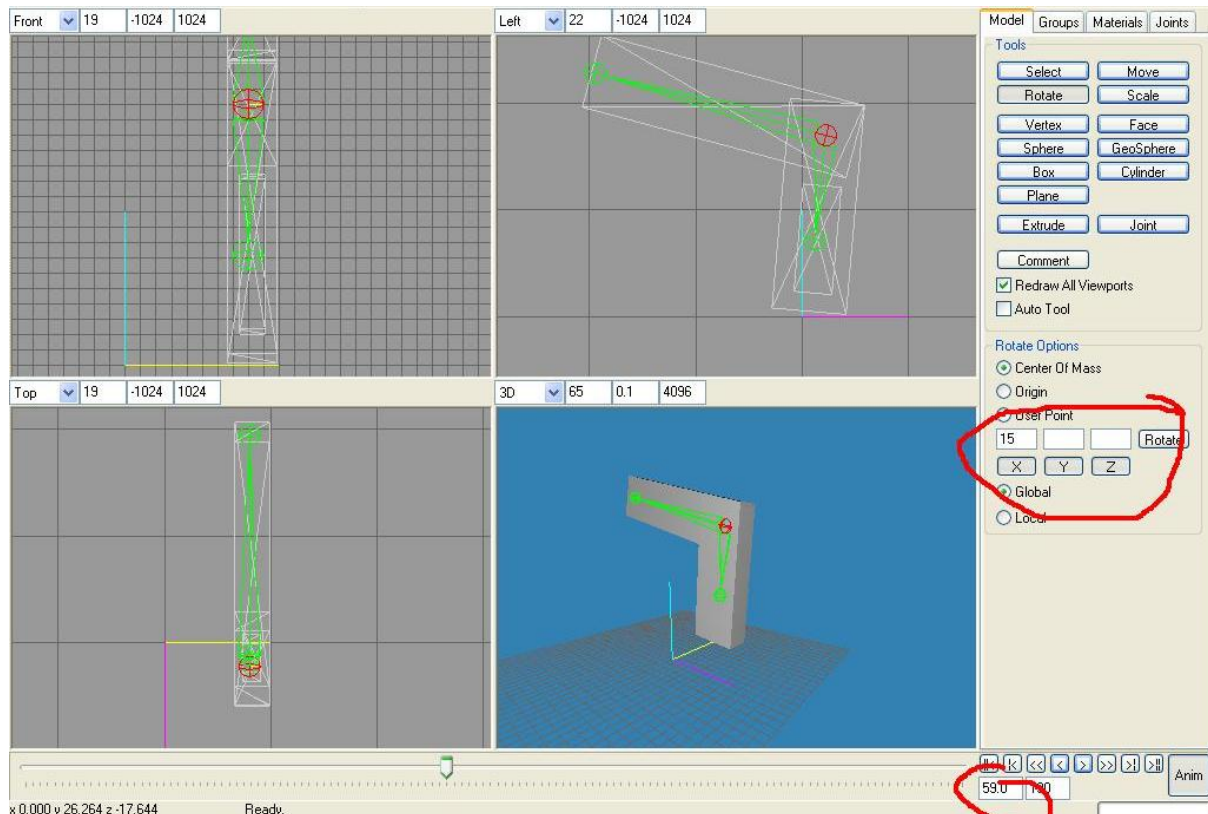 Front 19 -1024 1024
Left 22 -1024 1024
Model Groups Materials Joints
Tools
Select Move
Rotate Scale
Vertex Face
Sphere GeoSphere
Box Cylinder
Plane
Extrude Joint
Comment
Redraw All Viewports
Auto Tool
Rotate Options
Center Of Mass
Origin
User Point
15 Rotate
X Y Z
Global
Local
Top 19 -1024 1024
3D 65 0.1 4096
Anim
59.0
x 0.000 y 26.264 z -17.644 Ready.